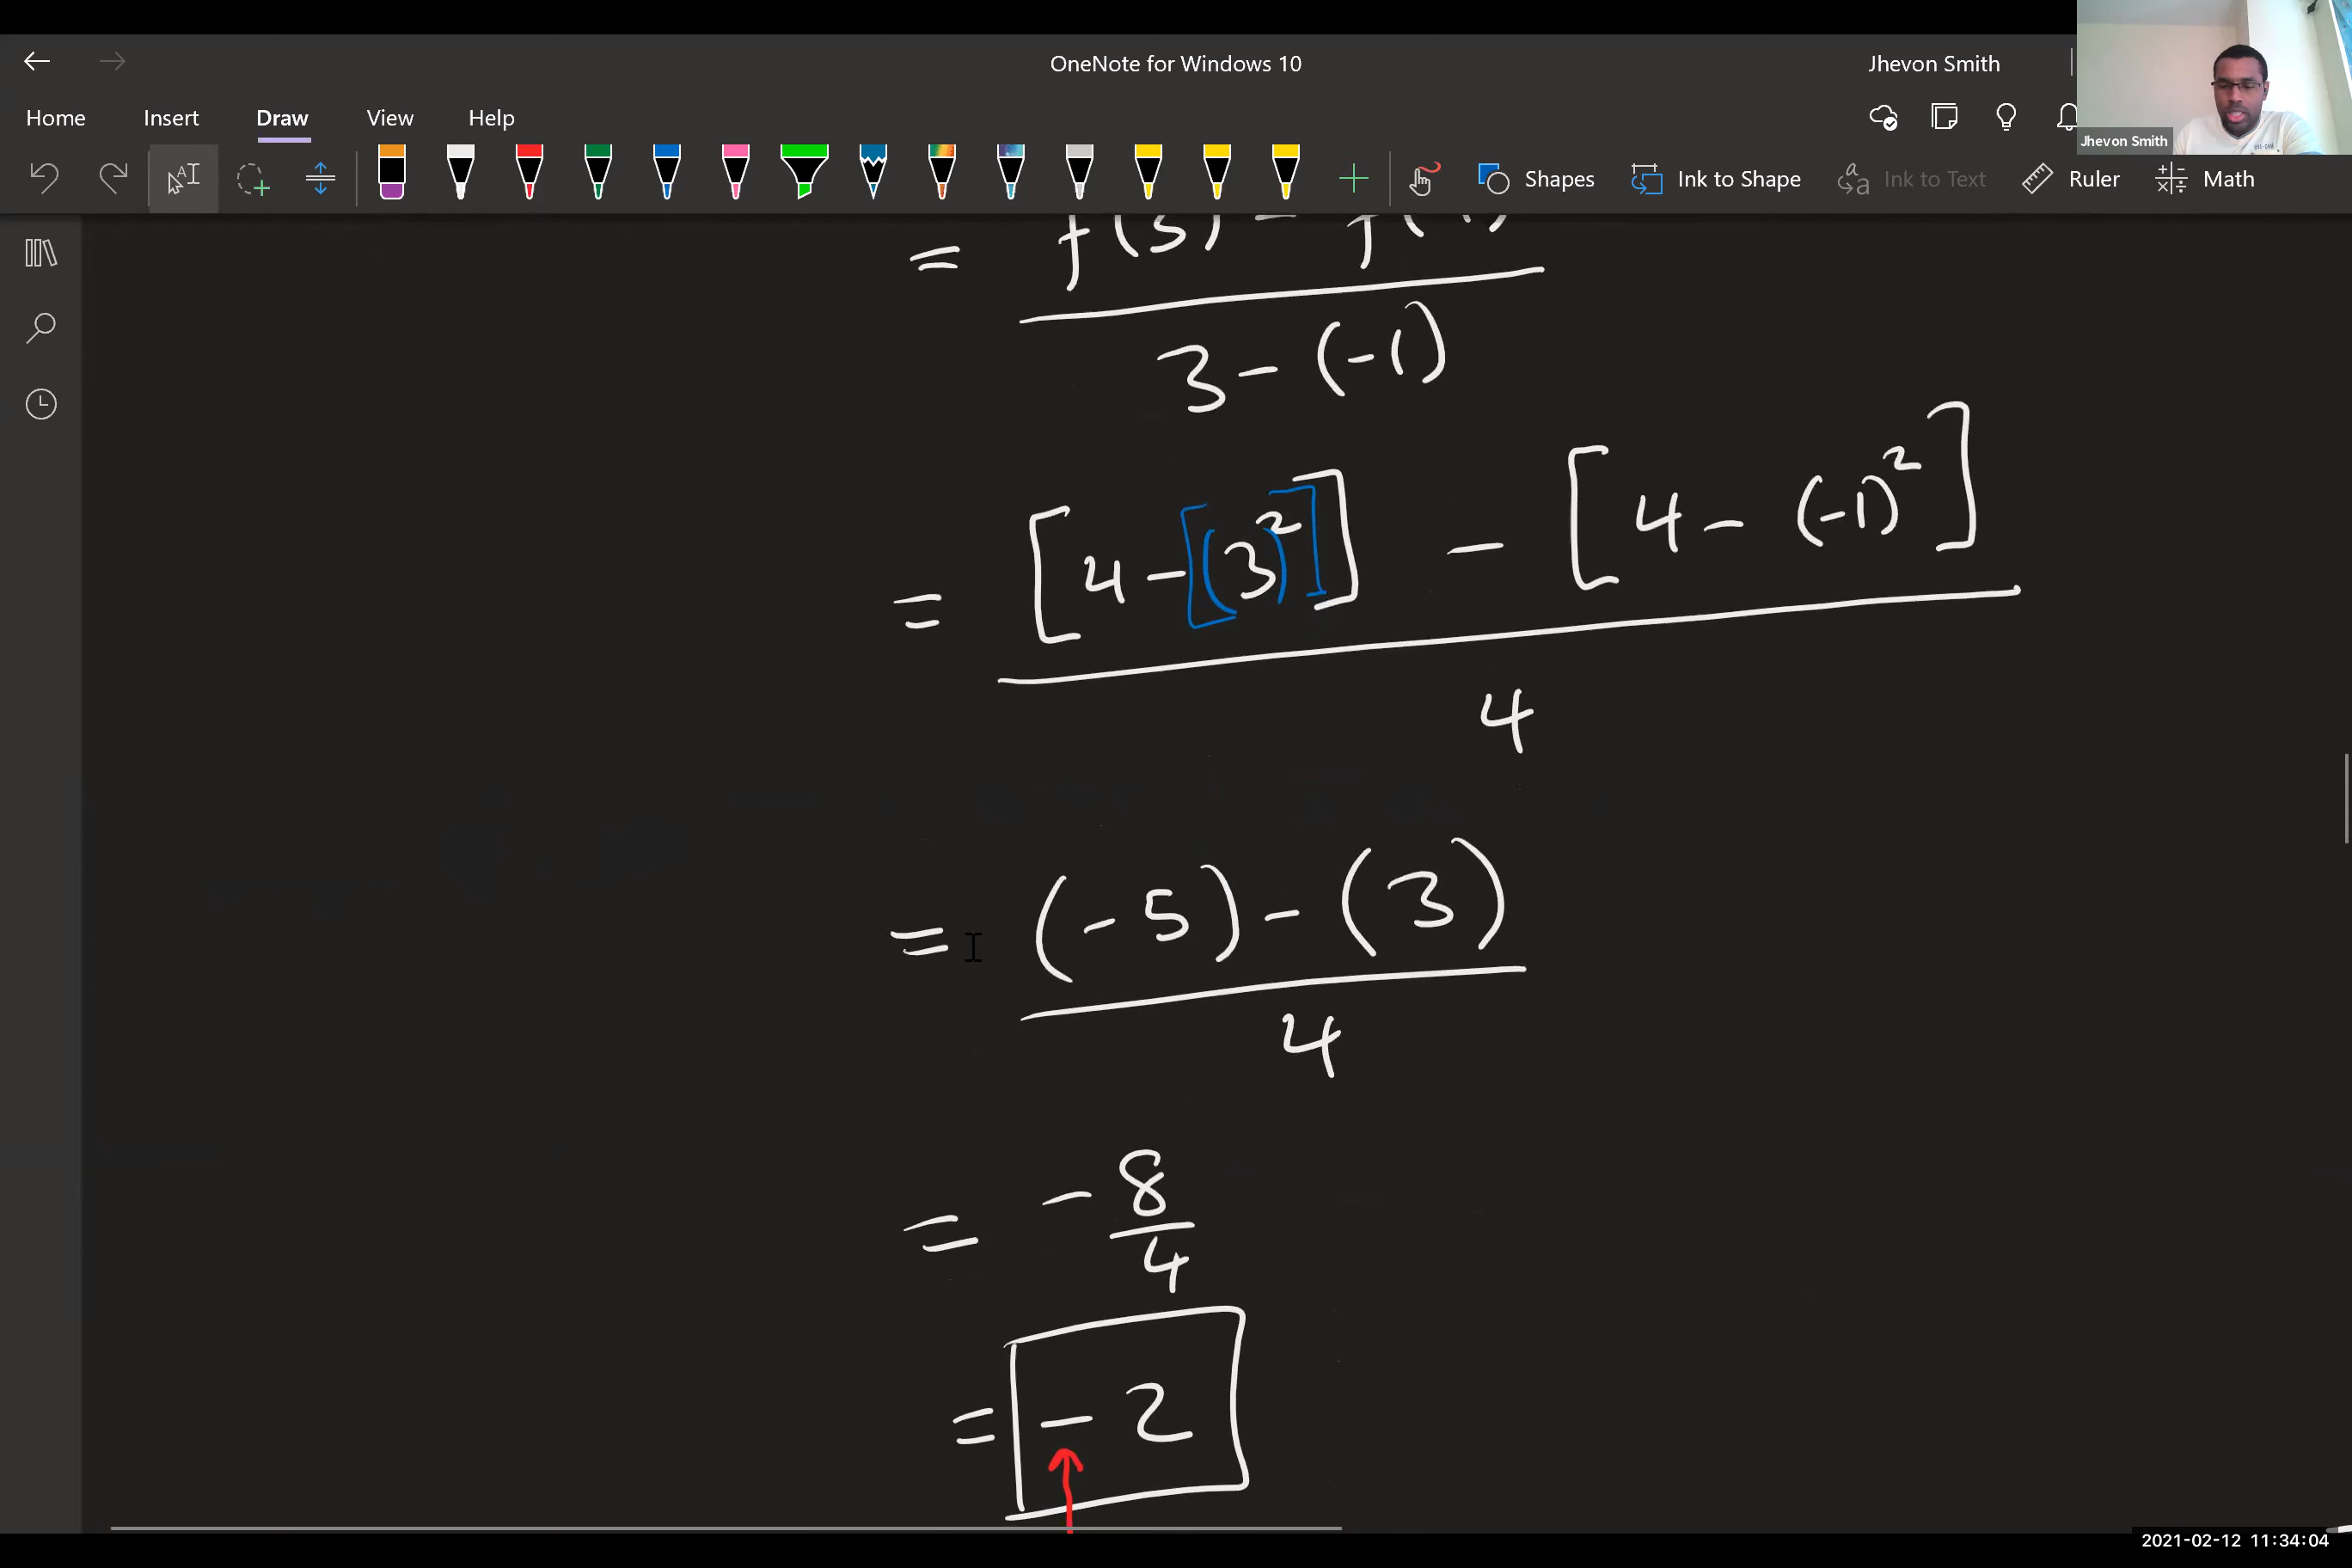 OneNote for Windows 10
Jhevon Smith
Home Insert Draw View Help
Jhevon Smith
Shapes Ink to Shape Ink to Text Ruler Math
= f(3) - f(-1)
3 - (-1)
= [4 - [(3)²]] - [4 - (-1)²]
4
= (-5) - (3)
4
= - 8
4
= - 2
2021-02-12 11:34:04